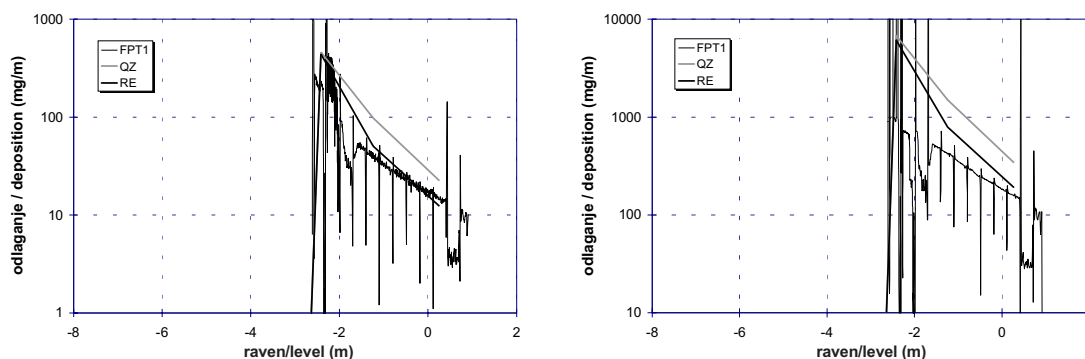 1000
100
10
1
odlaganje / deposition (mg/m)
FPT1
QZ
RE
-8
-6
-4
-2
0
2
raven/level (m)
10000
1000
100
10
odlaganje / deposition (mg/m)
FPT1
QZ
RE
-8
-6
-4
-2
0
raven/level (m)